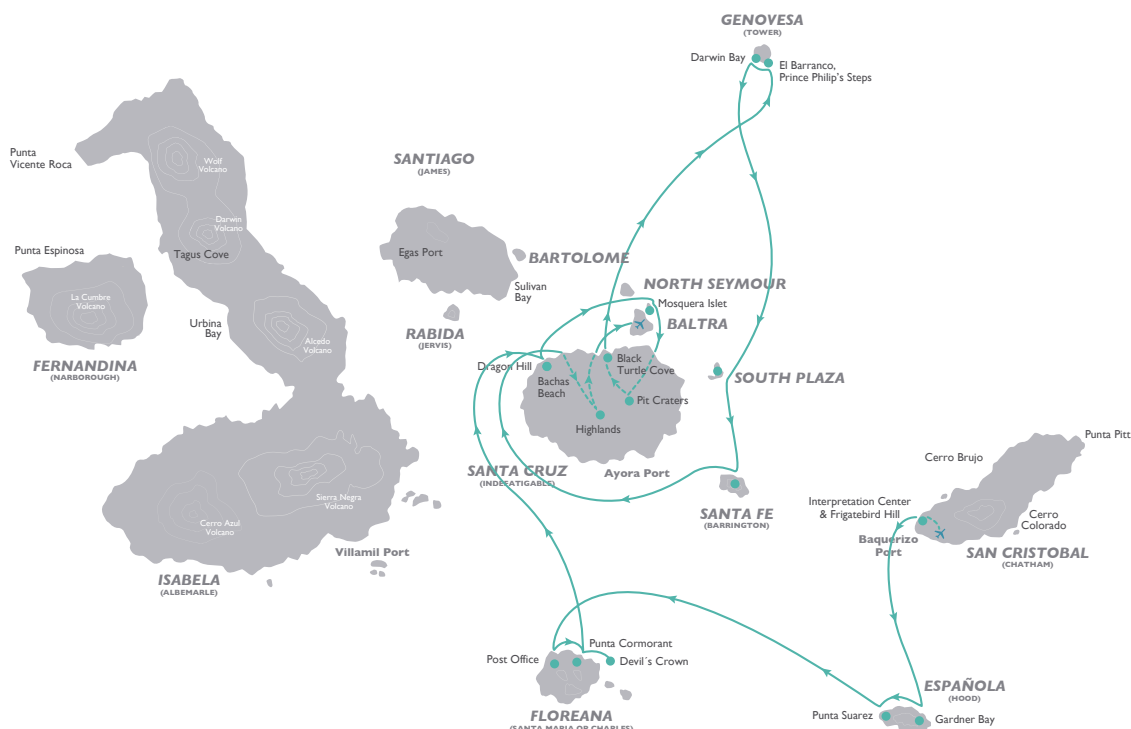 GENOVESA
(TOWER)
Darwin Bay
El Barranco,
Prince Philip's Steps
Punta
Vicente Roca
Wolf
Volcano
SANTIAGO
(JAMES)
Darwin
Volcano
Punta Espinosa
Tagus Cove
Egas Port
BARTOLOME
Sulivan
Bay
NORTH SEYMOUR
Mosquera Islet
La Cumbre
Volcano
Urbina
Bay
Alcedo
Volcano
RABIDA
(JERVIS)
BALTRA
FERNANDINA
(NARBOROUGH)
Dragon Hill
Black
Turtle Cove
Bachas
Beach
SOUTH PLAZA
Pit Craters
Highlands
Punta Pitt
Cerro Brujo
SANTA CRUZ
(INDEFATIGABLE)
Ayora Port
Sierra Negra
Volcano
Cerro Azul
Volcano
SANTA FE
(BARRINGTON)
Interpretation Center
& Frigatebird Hill
Cerro
Colorado
Baquerizo
Port
SAN CRISTOBAL
(CHATHAM)
Villamil Port
ISABELA
(ALBEMARLE)
Punta Cormorant
Post Office
Devil´s Crown
ESPAÑOLA
(HOOD)
FLOREANA
(SANTA MARIA OR CHARLES)
Punta Suarez
Gardner Bay